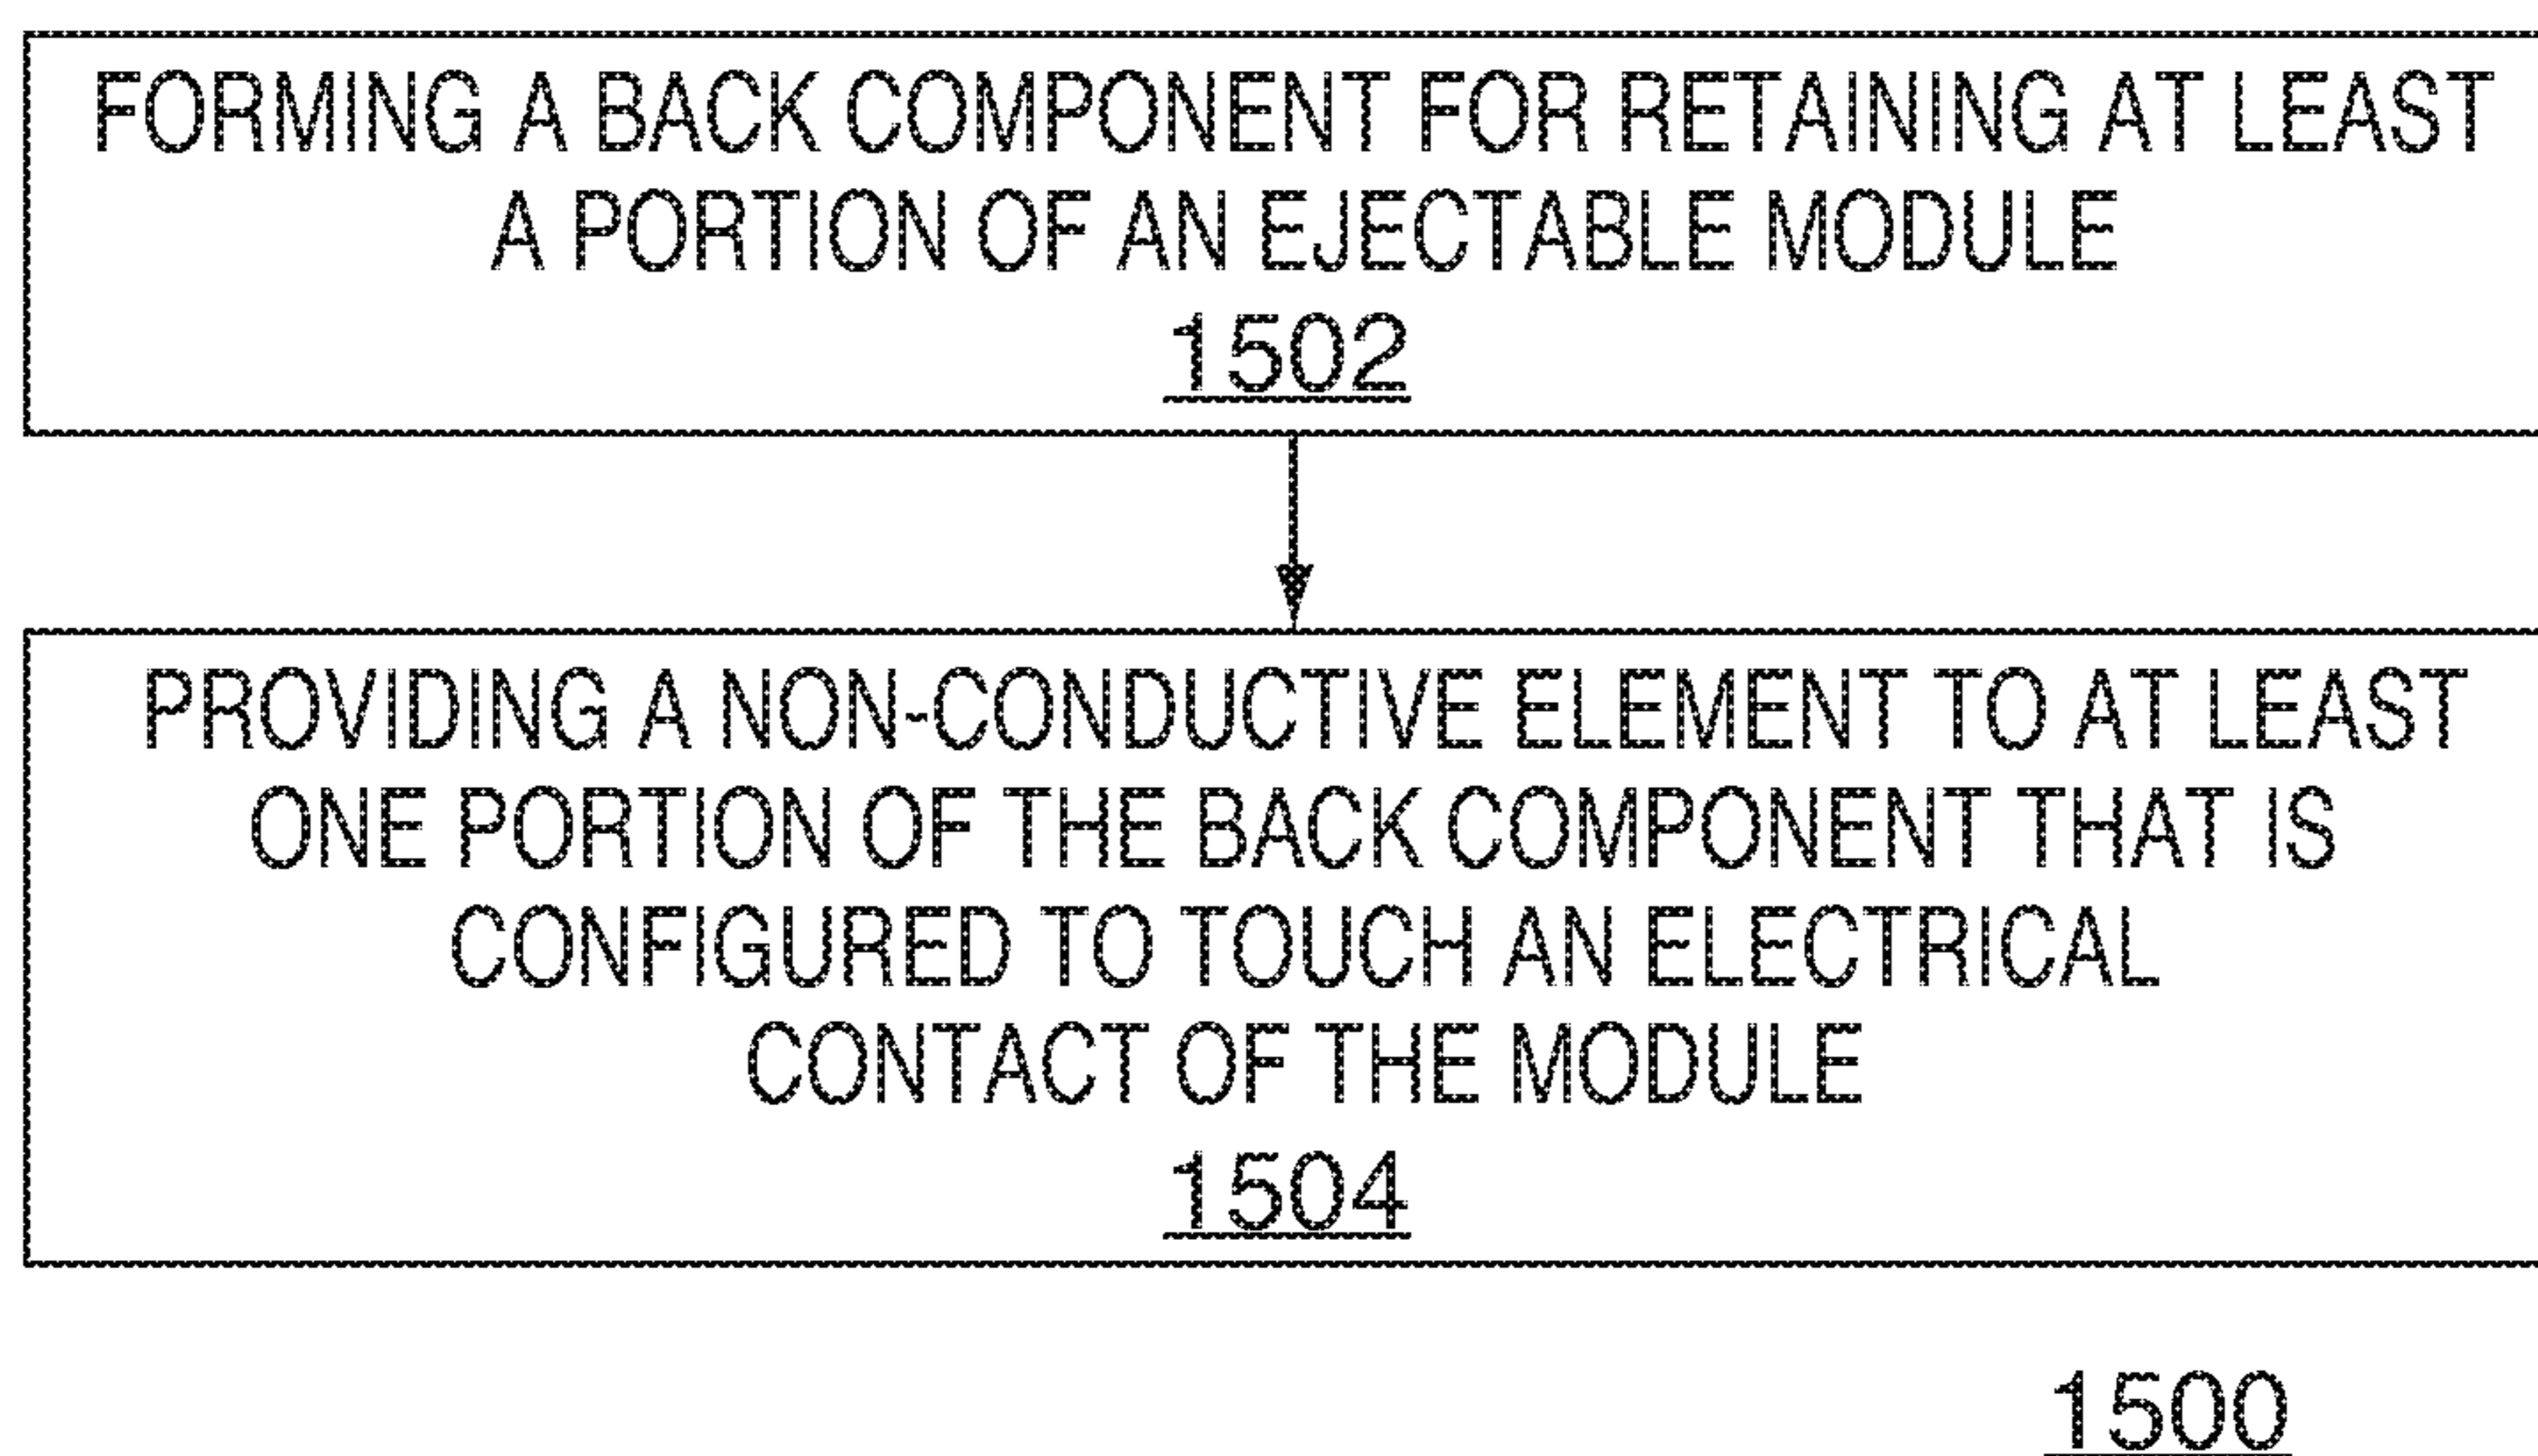 FORMING A BACK COMPONENT FOR RETAINING AT LEAST
A PORTION OF AN EJECTABLE MODULE
1502
PROVIDING A NON-CONDUCTIVE ELEMENT TO AT LEAST
ONE PORTION OF THE BACK COMPONENT THAT IS
CONFIGURED TO TOUCH AN ELECTRICAL
CONTACT OF THE MODULE
1504
1500